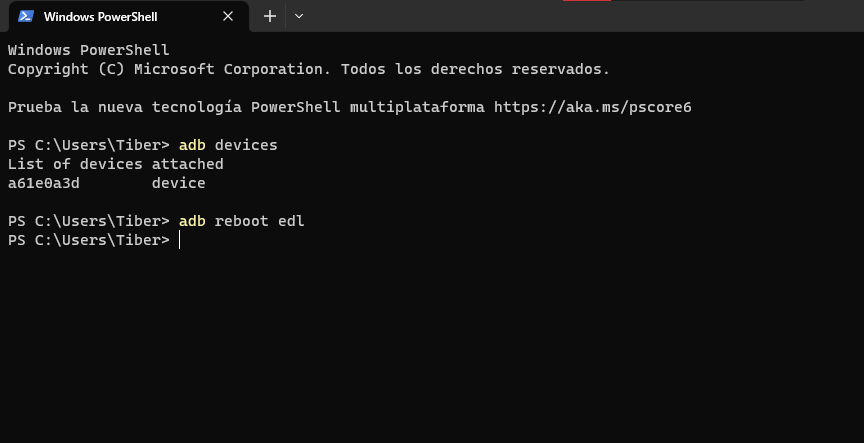 Windows PowerShell
Windows PowerShell
Copyright (C) Microsoft Corporation. Todos los derechos reservados.
Prueba la nueva tecnología PowerShell multiplataforma https://aka.ms/pscore6
PS C:\Users\Tiber> adb devices
List of devices attached
a61e0a3d        device
PS C:\Users\Tiber> adb reboot edl
PS C:\Users\Tiber>